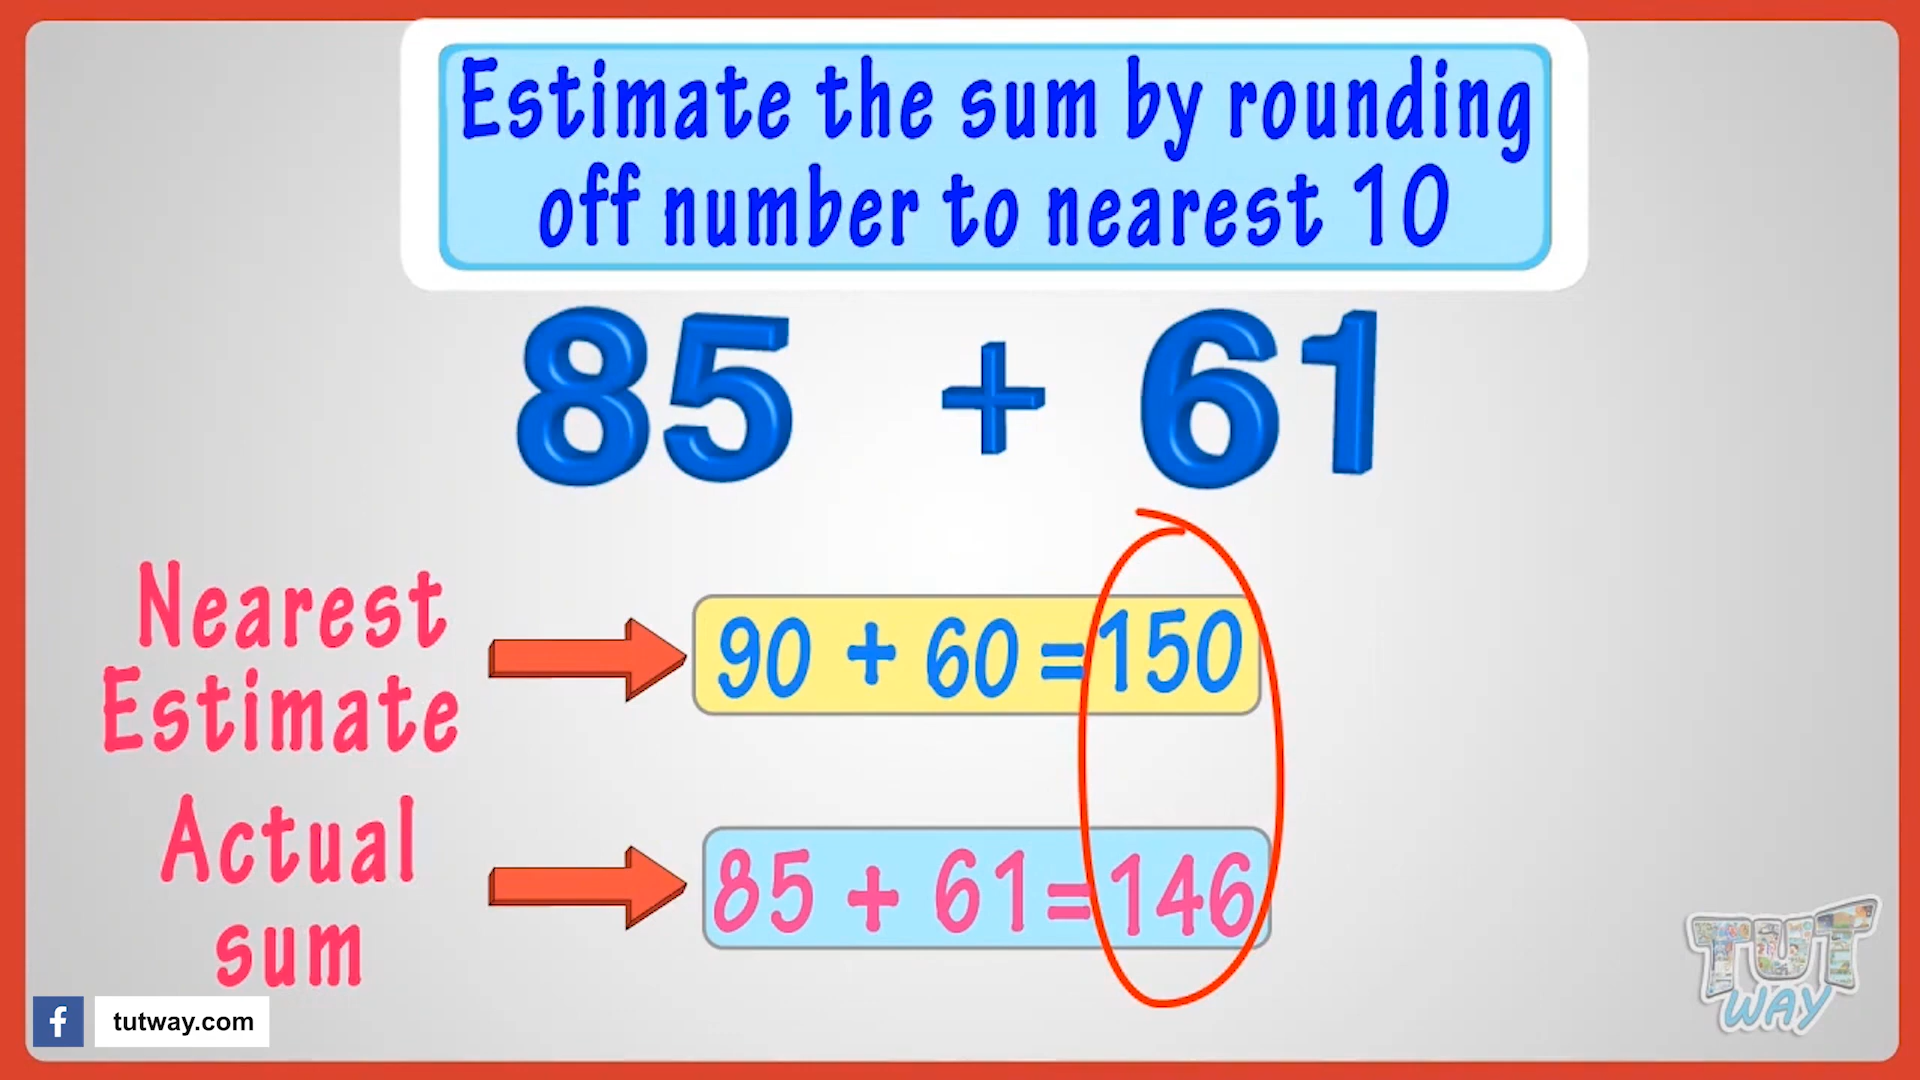 Estimate the sum by rounding
off number to nearest 10
85 + 61
Nearest
Estimate
90 + 60 = 150
Actual
sum
85 + 61 = 146
f
tutway.com
TUT
WAY